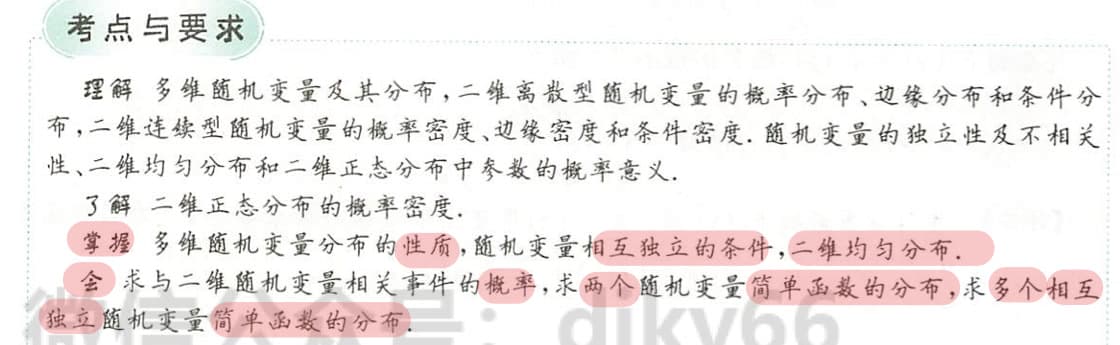 考点与要求
理解 多维随机变量及其分布,二维离散型随机变量的概率分布、边缘分布和条件分
布,二维连续型随机变量的概率密度、边缘密度和条件密度.随机变量的独立性及不相关
性、二维均匀分布和二维正态分布中参数的概率意义.
了解 二维正态分布的概率密度.
掌握 多维随机变量分布的性质,随机变量相互独立的条件,二维均匀分布.
会 求与二维随机变量相关事件的概率,求两个随机变量简单函数的分布,求多个相互
独立随机变量简单函数的分布.
微信公众号: djky66